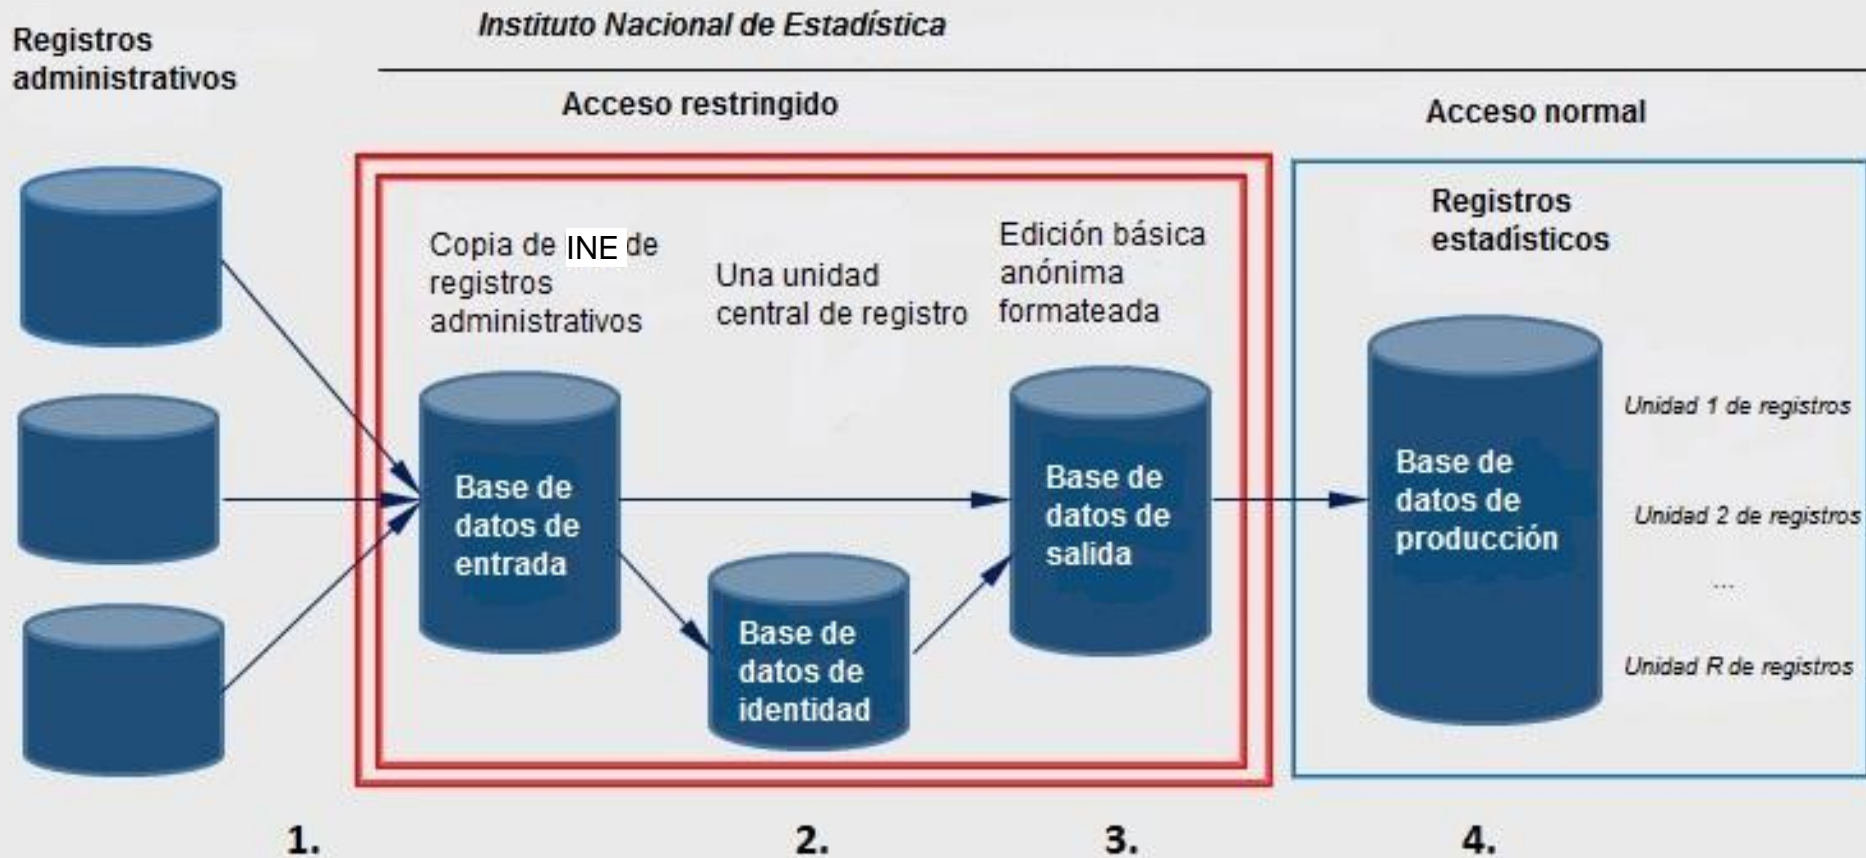 Instituto Nacional de Estadística
Registros
administrativos
Acceso restringido
Acceso normal
Copia de INE de
registros
administrativos
Una unidad
central de registro
Edición básica
anónima
formateada
Registros
estadísticos
Base de
datos de
entrada
Base de
datos de
identidad
Base de
datos de
salida
Base de
datos de
producción
Unidad 1 de registros
Unidad 2 de registros
...
Unidad R de registros
1.
2.
3.
4.